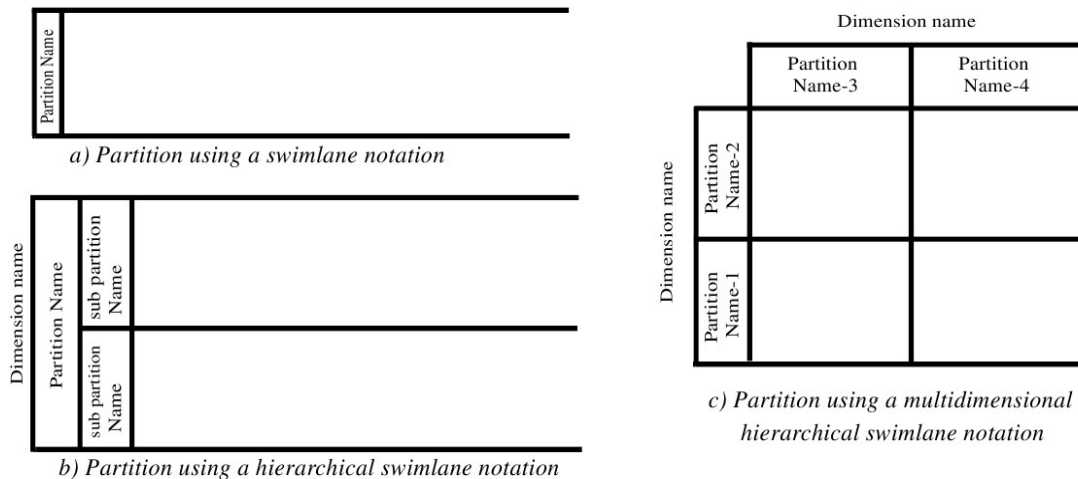 Partition Name
a) Partition using a swimlane notation
Dimension name
Partition Name
sub partition
Name
sub partition
Name
b) Partition using a hierarchical swimlane notation
Dimension name
Partition
Name-3
Partition
Name-4
Dimension name
Partition
Name-2
Partition
Name-1
c) Partition using a multidimensional
hierarchical swimlane notation